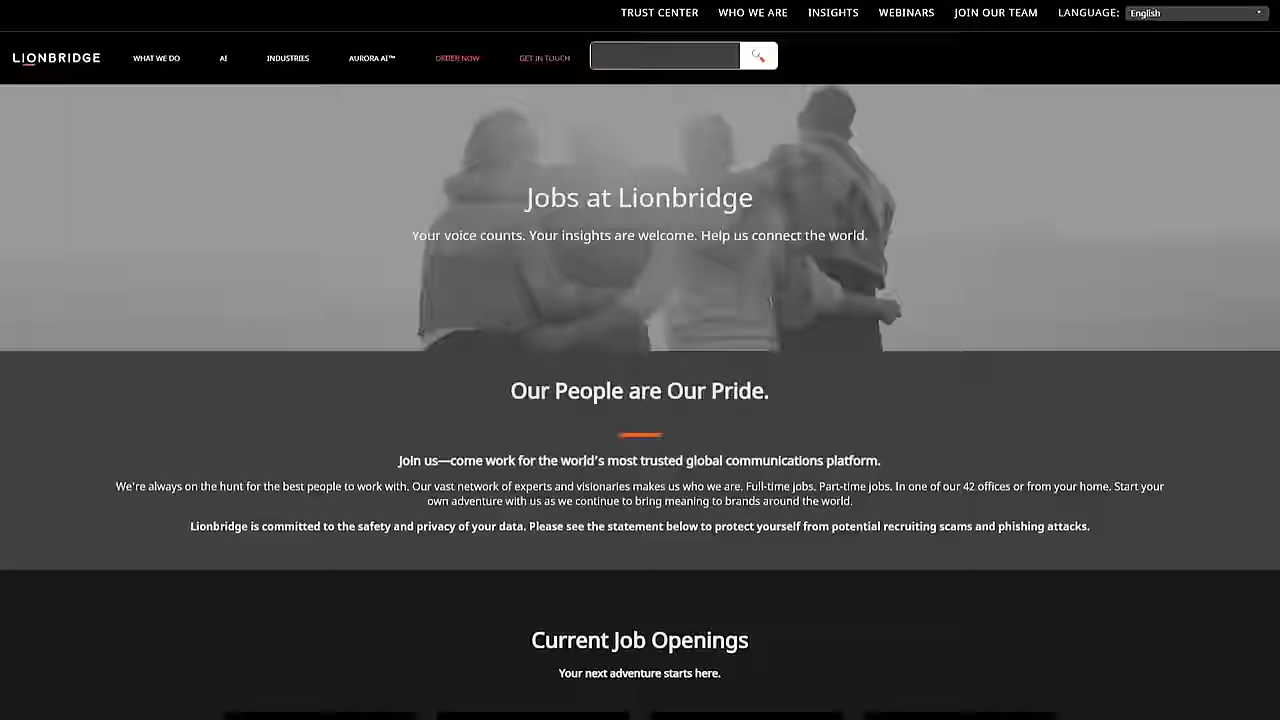 TRUST CENTER WHO WE ARE INSIGHTS WEBINARS JOIN OUR TEAM LANGUAGE: English
LIONBRIDGE WHAT WE DO AI INDUSTRIES AURORA AI™ ORDER NOW GET IN TOUCH
Jobs at Lionbridge
Your voice counts. Your insights are welcome. Help us connect the world.
Our People are Our Pride.
Join us—come work for the world's most trusted global communications platform.
We're always on the hunt for the best people to work with. Our vast network of experts and visionaries makes us who we are. Full-time jobs. Part-time jobs. In one of our 42 offices or from your home. Start your
own adventure with us as we continue to bring meaning to brands around the world.
Lionbridge is committed to the safety and privacy of your data. Please see the statement below to protect yourself from potential recruiting scams and phishing attacks.
Current Job Openings
Your next adventure starts here.